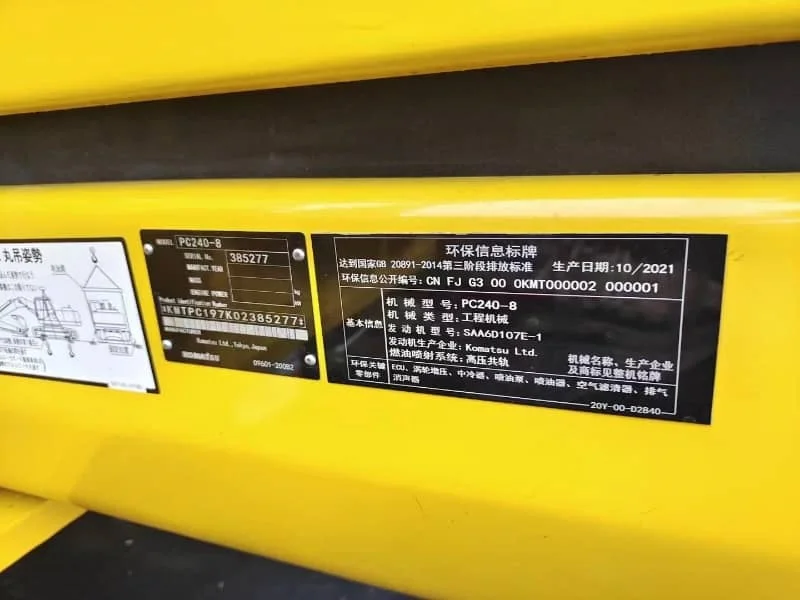 丸吊姿勢
MODEL PC240-8
SERIAL No. 385277
MANUFACT. YEAR
MASS kg
ENGINE POWER kW
Product Identification Number
*KMTPC197K02385277*
Komatsu Ltd., Tokyo, Japan
09601-20082
环保信息标牌
达到国家GB 20891-2014第三阶段排放标准 生产日期:10/2021
环保信息公开编号: CN FJ G3 00 0KMT000002 000001
基本信息
机械型号: PC240-8
机械类型: 工程机械
发动机型号: SAA6D107E-1
发动机生产企业: Komatsu Ltd.
燃油喷射系统: 高压共轨
机械名称、生产企业
及商标见整机铭牌
环保关键
零部件
ECU、涡轮增压、中冷器、喷油泵、喷油器、空气滤清器、排气
消声器
20Y-00-D2840